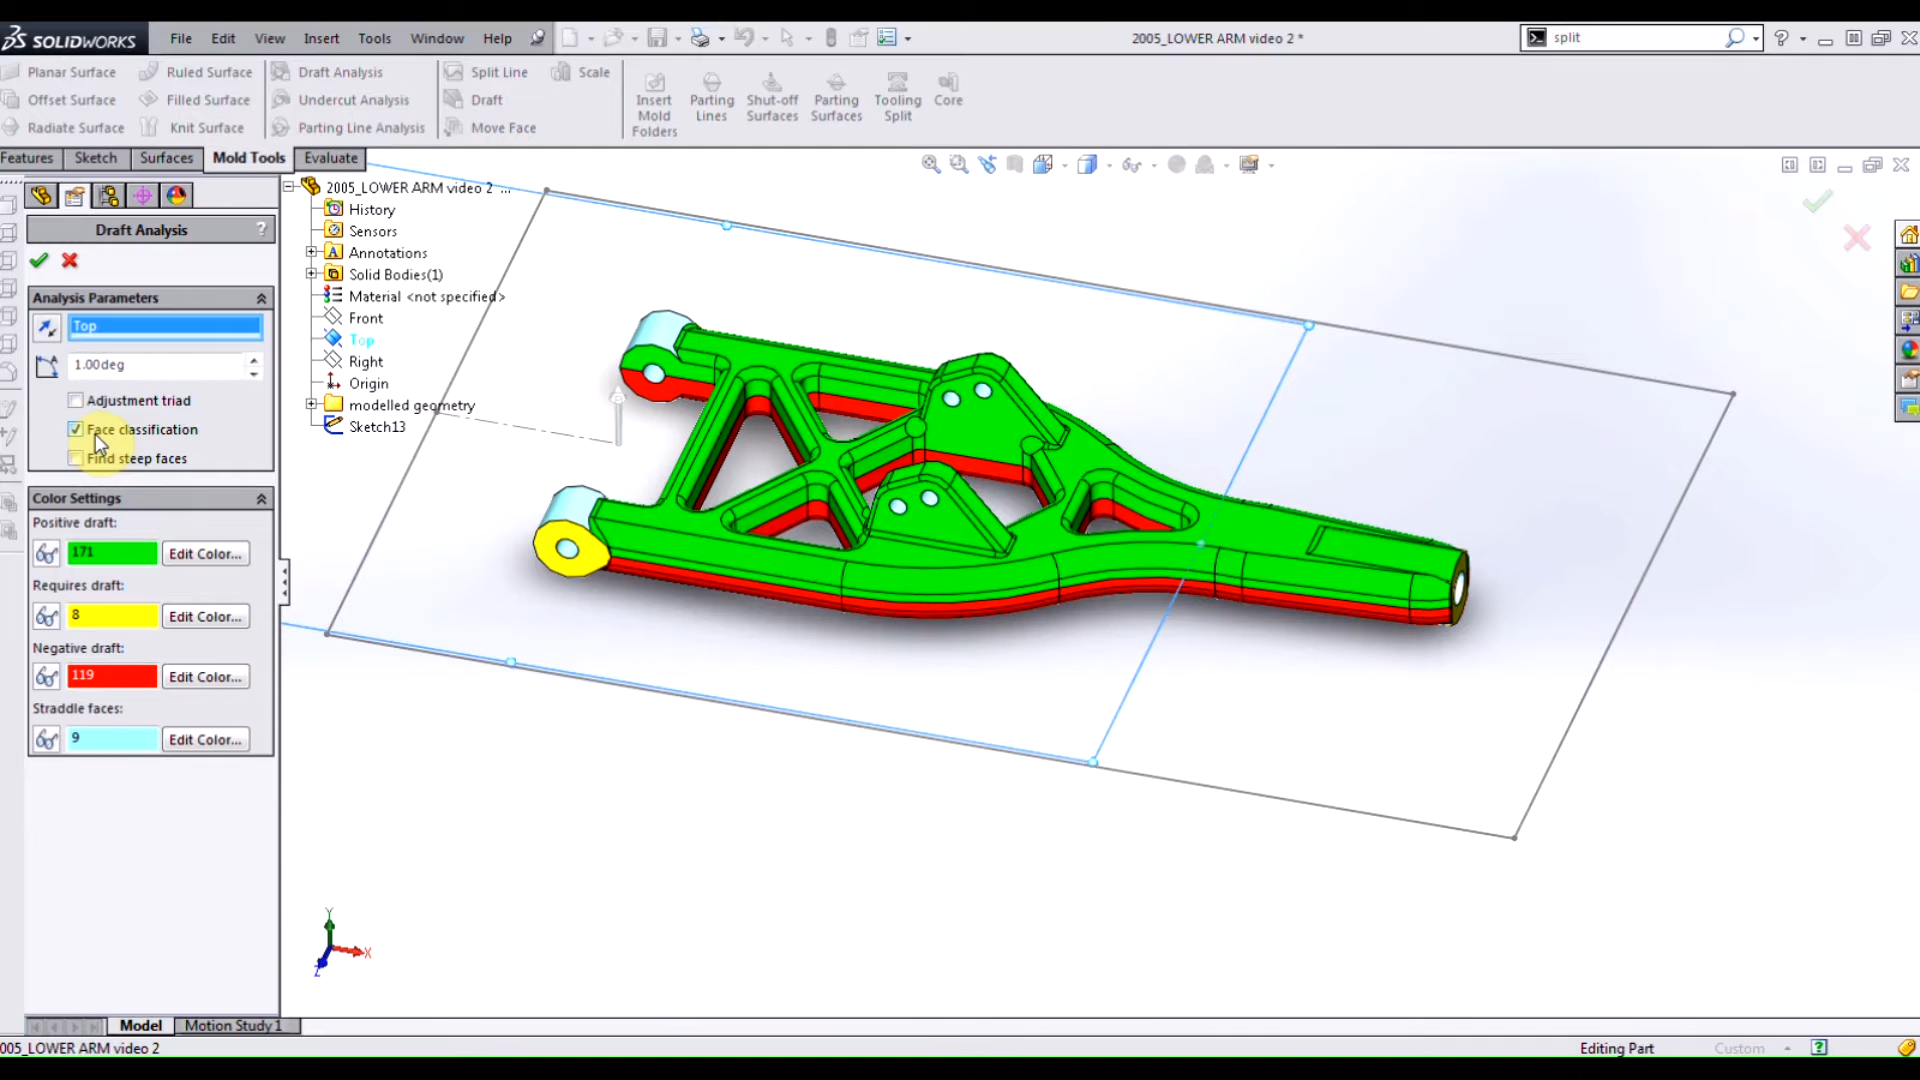 SOLIDWORKS
File Edit View Insert Tools Window Help
2005_LOWER ARM video 2 *
split
Planar Surface
Offset Surface
Radiate Surface
Ruled Surface
Filled Surface
Knit Surface
Draft Analysis
Undercut Analysis
Parting Line Analysis
Split Line
Draft
Move Face
Scale
Insert Mold Folders
Parting Lines
Shut-off Surfaces
Parting Surfaces
Tooling Split
Core
Features Sketch Surfaces Mold Tools Evaluate
Draft Analysis
?
Analysis Parameters
Top
1.00deg
Adjustment triad
Face classification
Find steep faces
Color Settings
Positive draft:
171 Edit Color...
Requires draft:
8 Edit Color...
Negative draft:
119 Edit Color...
Straddle faces:
9 Edit Color...
2005_LOWER ARM video 2 ...
History
Sensors
Annotations
Solid Bodies(1)
Material <not specified>
Front
Top
Right
Origin
modelled geometry
Sketch13
Y
X
Z
Model Motion Study 1
005_LOWER ARM video 2
Editing Part
Custom
?